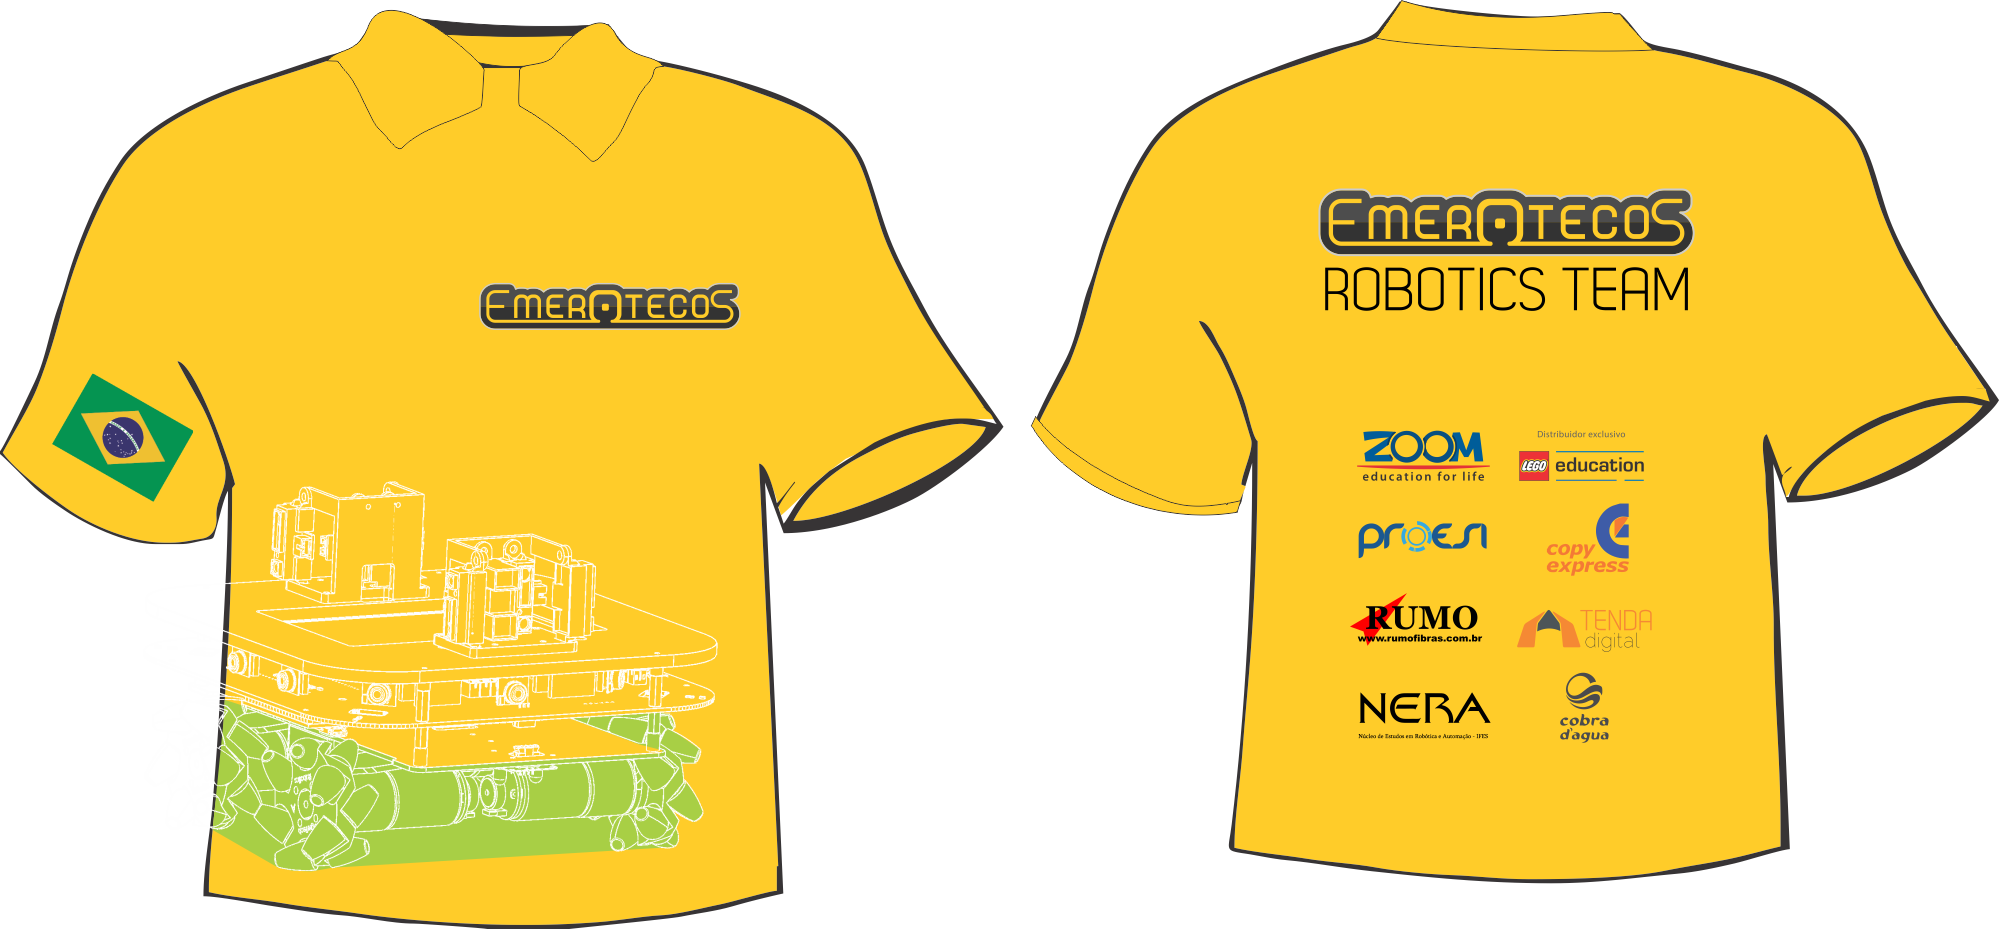 EMEROTECOS
EMEROTECOS
ROBOTICS TEAM
ZOOM
education for life
Distribuidor exclusivo
LEGO education
PROESI
copy
express
RUMO
www.rumofibras.com.br
TENDA
digital
NERA
Núcleo de Estudos em Robótica e Automação - IFES
cobra
d'agua